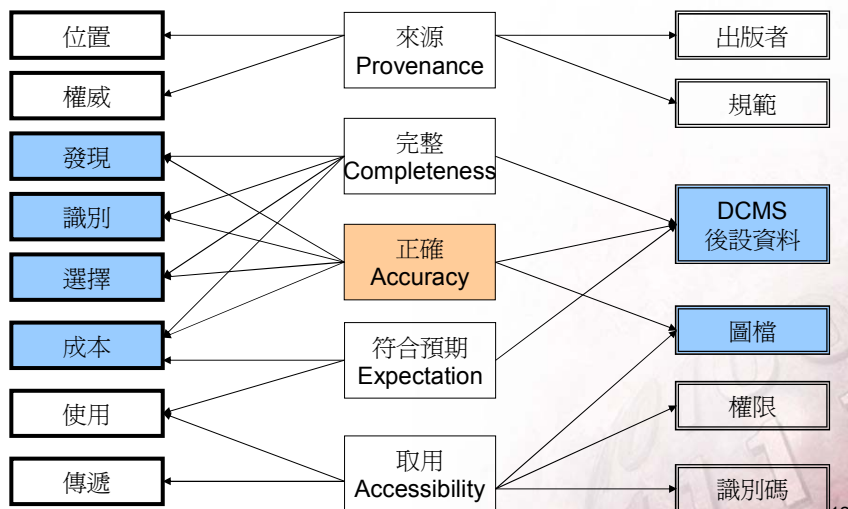 位置
權威
發現
識別
選擇
成本
使用
傳遞
來源
Provenance
完整
Completeness
正確
Accuracy
符合預期
Expectation
取用
Accessibility
出版者
規範
DCMS
後設資料
圖檔
權限
識別碼